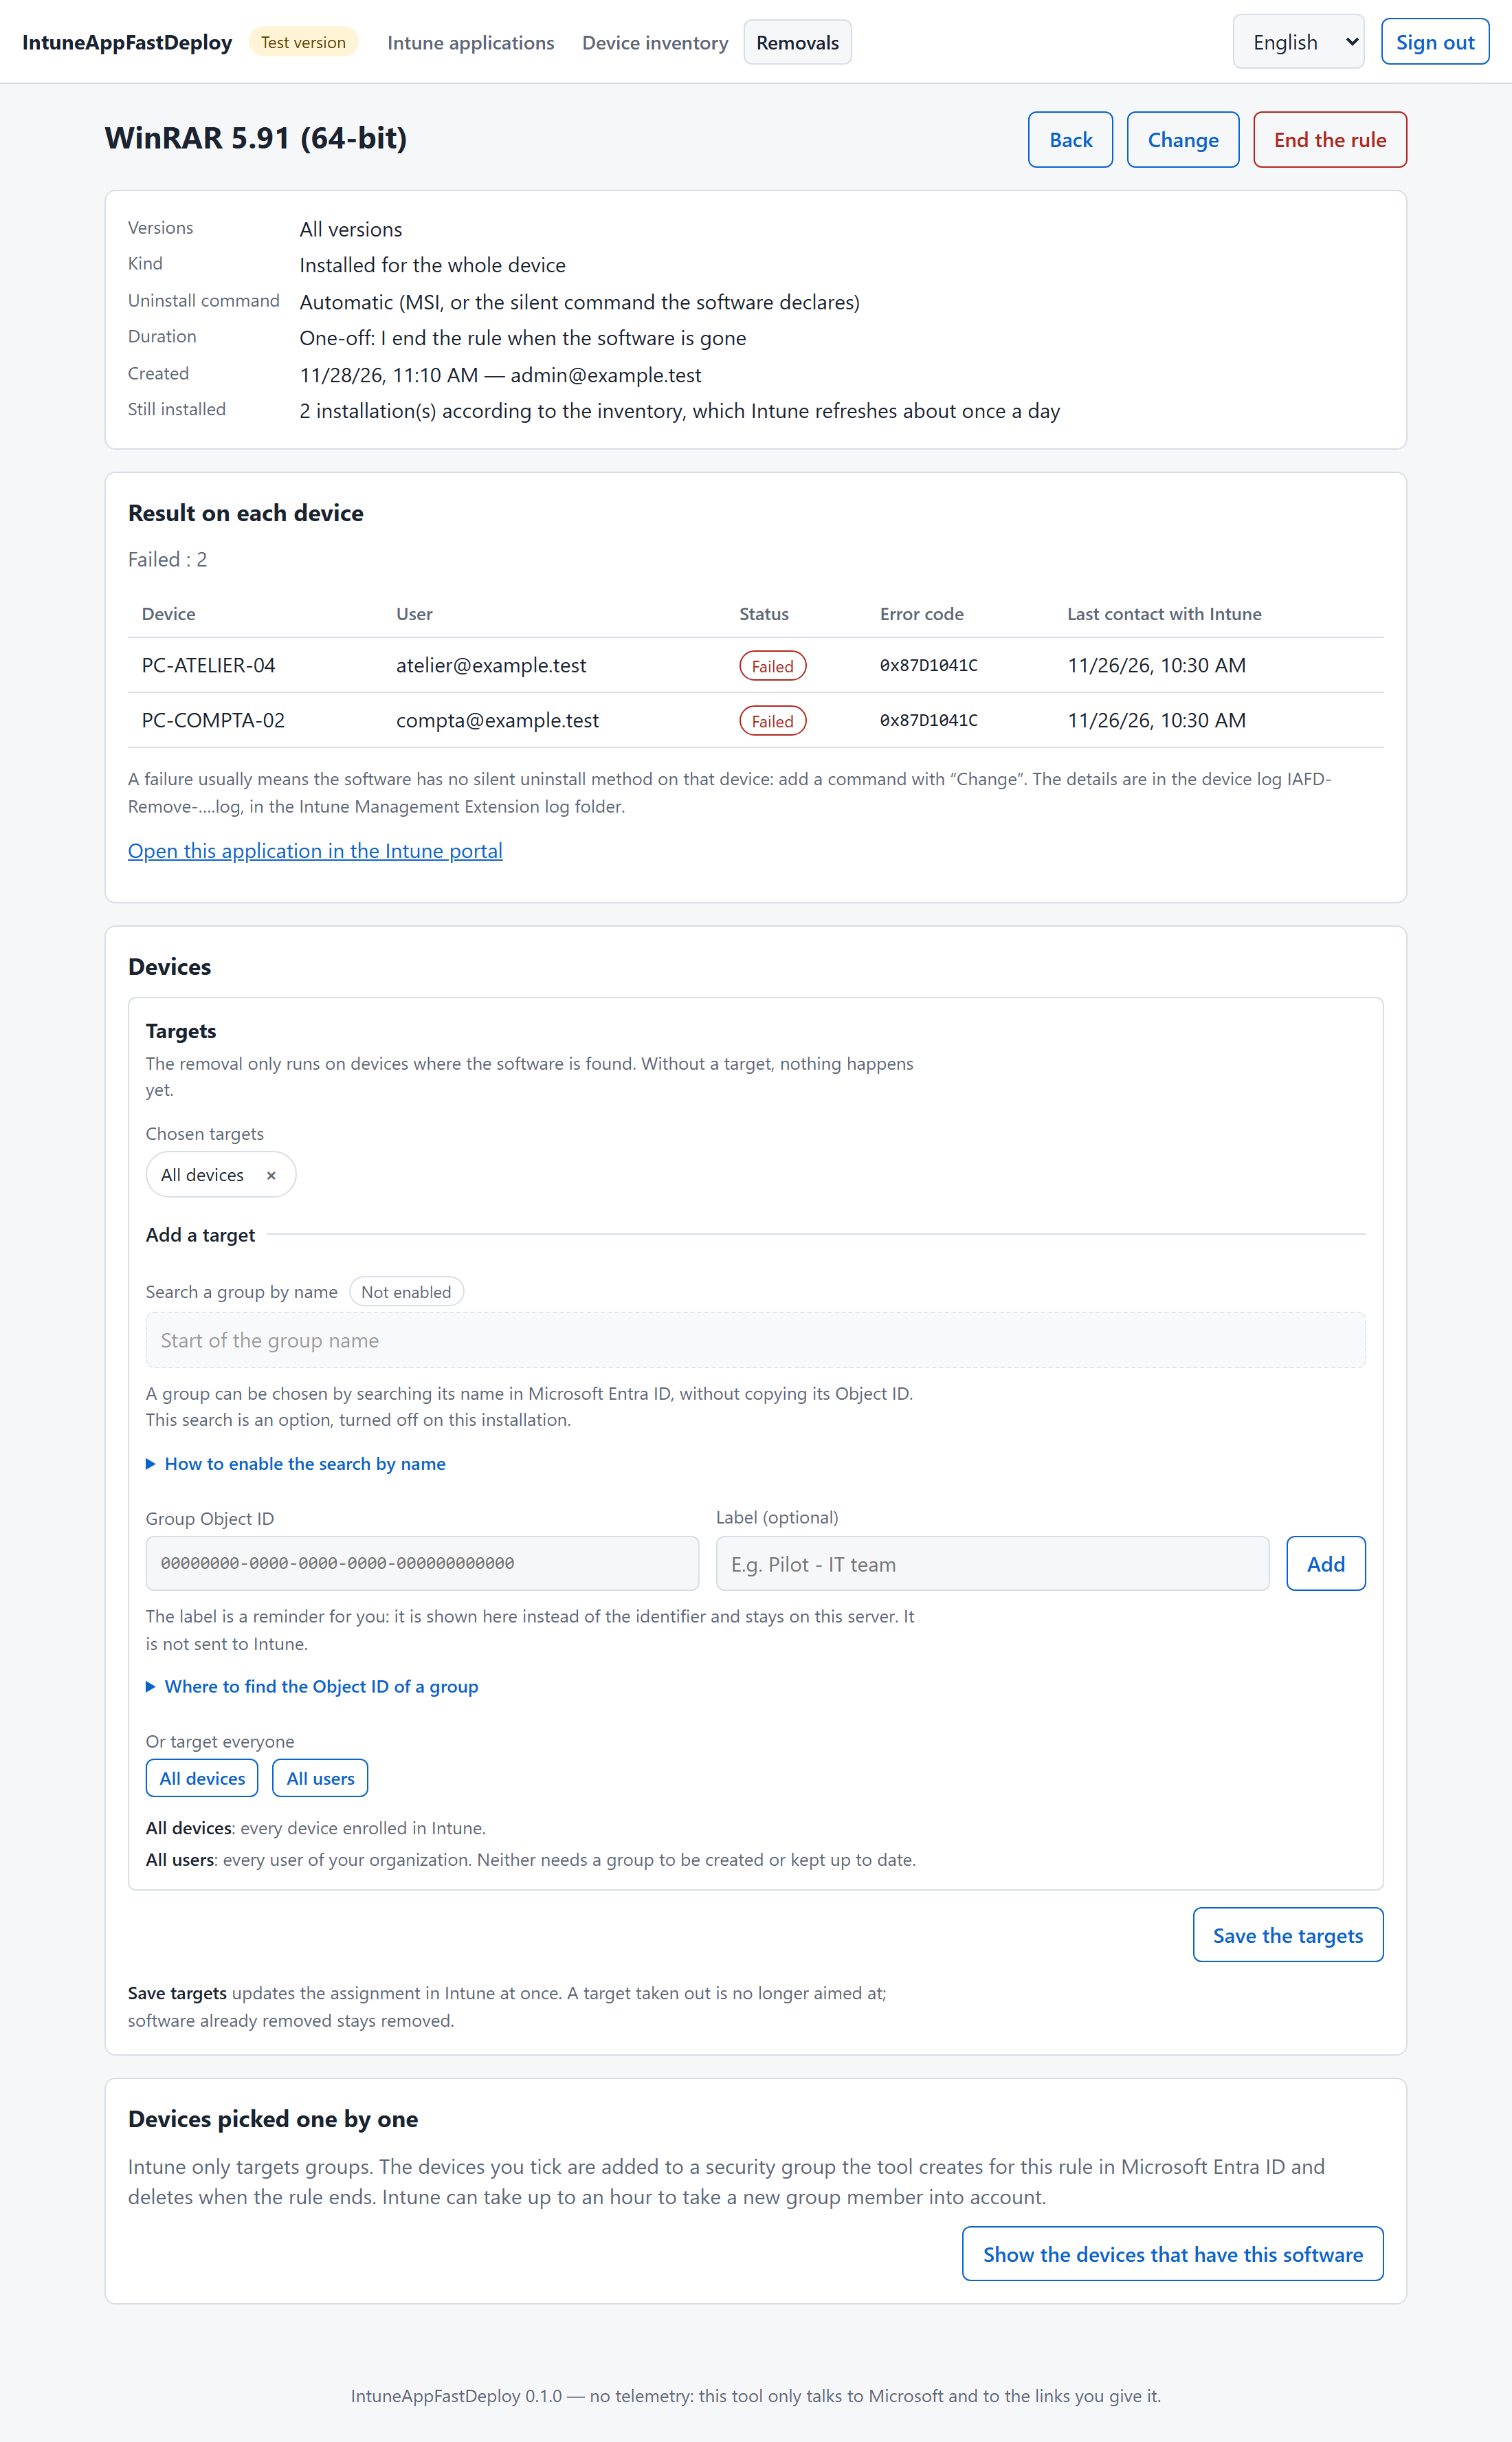 IntuneAppFastDeploy Test version Intune applications Device inventory Removals English Sign out
WinRAR 5.91 (64-bit) Back Change End the rule
Versions All versions
Kind Installed for the whole device
Uninstall command Automatic (MSI, or the silent command the software declares)
Duration One-off: I end the rule when the software is gone
Created 11/28/26, 11:10 AM — admin@example.test
Still installed 2 installation(s) according to the inventory, which Intune refreshes about once a day
Result on each device
Failed : 2
Device User Status Error code Last contact with Intune
PC-ATELIER-04 atelier@example.test Failed 0x87D1041C 11/26/26, 10:30 AM
PC-COMPTA-02 compta@example.test Failed 0x87D1041C 11/26/26, 10:30 AM
A failure usually means the software has no silent uninstall method on that device: add a command with “Change”. The details are in the device log IAFD-
Remove-....log, in the Intune Management Extension log folder.
Open this application in the Intune portal
Devices
Targets
The removal only runs on devices where the software is found. Without a target, nothing happens
yet.
Chosen targets
All devices ×
Add a target
Search a group by name Not enabled
Start of the group name
A group can be chosen by searching its name in Microsoft Entra ID, without copying its Object ID.
This search is an option, turned off on this installation.
How to enable the search by name
Group Object ID Label (optional)
00000000-0000-0000-0000-000000000000 E.g. Pilot - IT team Add
The label is a reminder for you: it is shown here instead of the identifier and stays on this server. It
is not sent to Intune.
Where to find the Object ID of a group
Or target everyone
All devices All users
All devices: every device enrolled in Intune.
All users: every user of your organization. Neither needs a group to be created or kept up to date.
Save the targets
Save targets updates the assignment in Intune at once. A target taken out is no longer aimed at;
software already removed stays removed.
Devices picked one by one
Intune only targets groups. The devices you tick are added to a security group the tool creates for this rule in Microsoft Entra ID and
deletes when the rule ends. Intune can take up to an hour to take a new group member into account.
Show the devices that have this software
IntuneAppFastDeploy 0.1.0 — no telemetry: this tool only talks to Microsoft and to the links you give it.